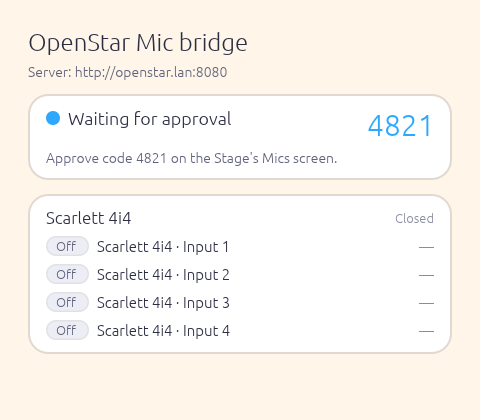 OpenStar Mic bridge
Server: http://openstar.lan:8080
Waiting for approval
4821
Approve code 4821 on the Stage's Mics screen.
Scarlett 4i4
Closed
Off Scarlett 4i4 · Input 1 —
Off Scarlett 4i4 · Input 2 —
Off Scarlett 4i4 · Input 3 —
Off Scarlett 4i4 · Input 4 —